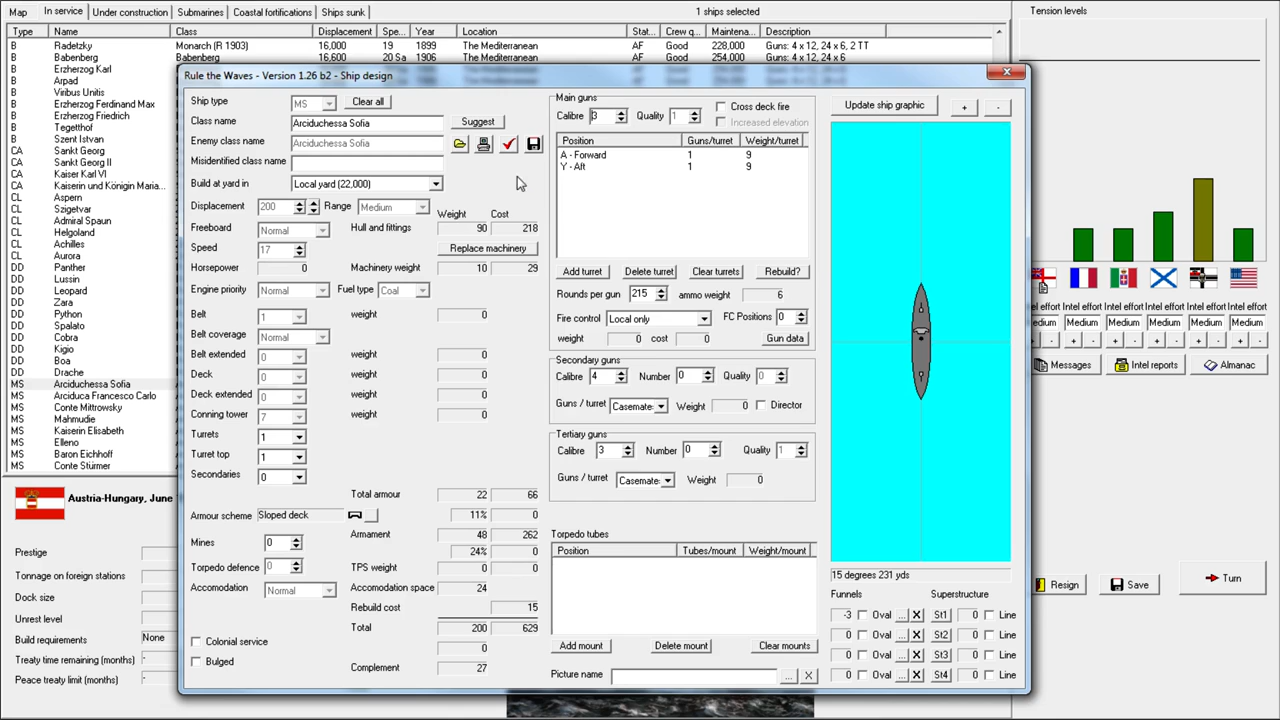 Map In service Under construction Submarines Coastal fortifications Ships sunk 1 ships selected Tension levels
Type Name Class Displacement Spe... Year Location Stat... Crew q... Maintena... Description
B Radetzky Monarch (R 1903) 16,000 19 1899 The Mediterranean AF Good 228,000 Guns: 4 x 12, 24 x 6, 2 TT
B Babenberg 16,600 20 Sa 1906 The Mediterranean AF Good 254,000 Guns: 4 x 12, 24 x 6
B Erzherzog Karl
B Arpad
B Viribus Unitis
B Erzherzog Ferdinand Max
B Erzherzog Friedrich
B Tegetthof
B Szent Istvan
CA Sankt Georg
CA Sankt Georg II
CA Kaiser Karl VI
CA Kaiserin und Königin Maria...
CL Aspern
CL Szigetvar
CL Admiral Spaun
CL Helgoland
CL Achilles
CL Aurora
DD Panther
DD Lussin
DD Leopard
DD Zara
DD Python
DD Spalato
DD Cobra
DD Kigio
DD Boa
DD Drache
MS Arciduchessa Sofia
MS Arciduca Francesco Carlo
MS Conte Mittrowsky
MS Mahmudie
MS Kaiserin Elisabeth
MS Elleno
MS Baron Eichhoff
MS Conte Stürmer
Rule the Waves - Version 1.26 b2 - Ship design
Ship type MS Clear all
Class name Arciduchessa Sofia Suggest
Enemy class name Arciduchessa Sofia
Misidentified class name
Build at yard in Local yard (22,000)
Displacement 200 Range Medium
Weight Cost
Freeboard Normal Hull and fittings 90 218
Speed 17 Replace machinery
Horsepower 0 Machinery weight 10 29
Engine priority Normal Fuel type Coal
Belt 1 weight 0
Belt coverage Normal
Belt extended 0 weight 0
Deck 0 weight 0
Deck extended 0 weight 0
Conning tower 7 weight 0
Turrets 1
Turret top 1
Secondaries 0
Total armour 22 66
Armour scheme Sloped deck 11% 0
Mines 0 Armament 48 262
24% 0
Torpedo defence 0 TPS weight 0 0
Accomodation Normal Accomodation space 24
Rebuild cost 15
Total 200 629
Colonial service 0
Bulged
Complement 27
Main guns
Calibre 3 Quality 1 Cross deck fire
Increased elevation
Position Guns/turret Weight/turret
A - Forward 1 9
Y - Aft 1 9
Add turret Delete turret Clear turrets Rebuild?
Rounds per gun 215 ammo weight 6
Fire control Local only FC Positions 0
weight 0 cost 0 Gun data
Secondary guns
Calibre 4 Number 0 Quality 0
Guns / turret Casemate: Weight 0 Director
Tertiary guns
Calibre 3 Number 0 Quality 1
Guns / turret Casemate: Weight 0
Torpedo tubes
Position Tubes/mount Weight/mount
Add mount Delete mount Clear mounts
Picture name ... X
Update ship graphic + -
15 degrees 231 yds
Funnels Superstructure
-3 Oval ... X St1 0 Line
0 Oval ... X St2 0 Line
0 Oval ... X St3 0 Line
0 Oval ... X St4 0 Line
Intel effort Intel effort Intel effort Intel effort Intel effort
Medium Medium Medium Medium Medium
+ - + - + - + - + -
Messages Intel reports Almanac
Resign Save Turn
Austria-Hungary, June
Prestige
Tonnage on foreign stations
Dock size
Unrest level
Build requirements None
Treaty time remaining (months) -
Peace treaty limit (months) -